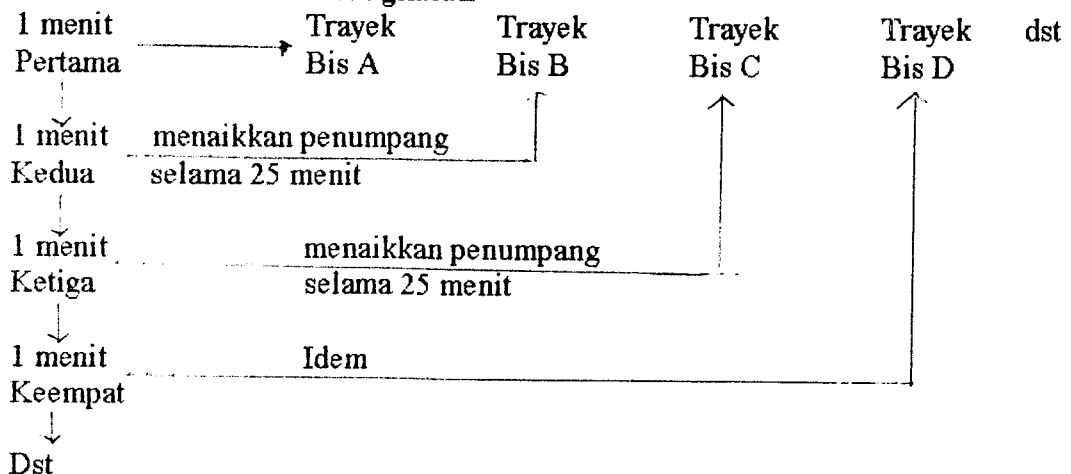 1 menit Trayek Trayek Trayek Trayek dst
Pertama Bis A Bis B Bis C Bis D
1 menit menaikkan penumpang
Kedua selama 25 menit
1 menit menaikkan penumpang
Ketiga selama 25 menit
1 menit Idem
Keempat
Dst